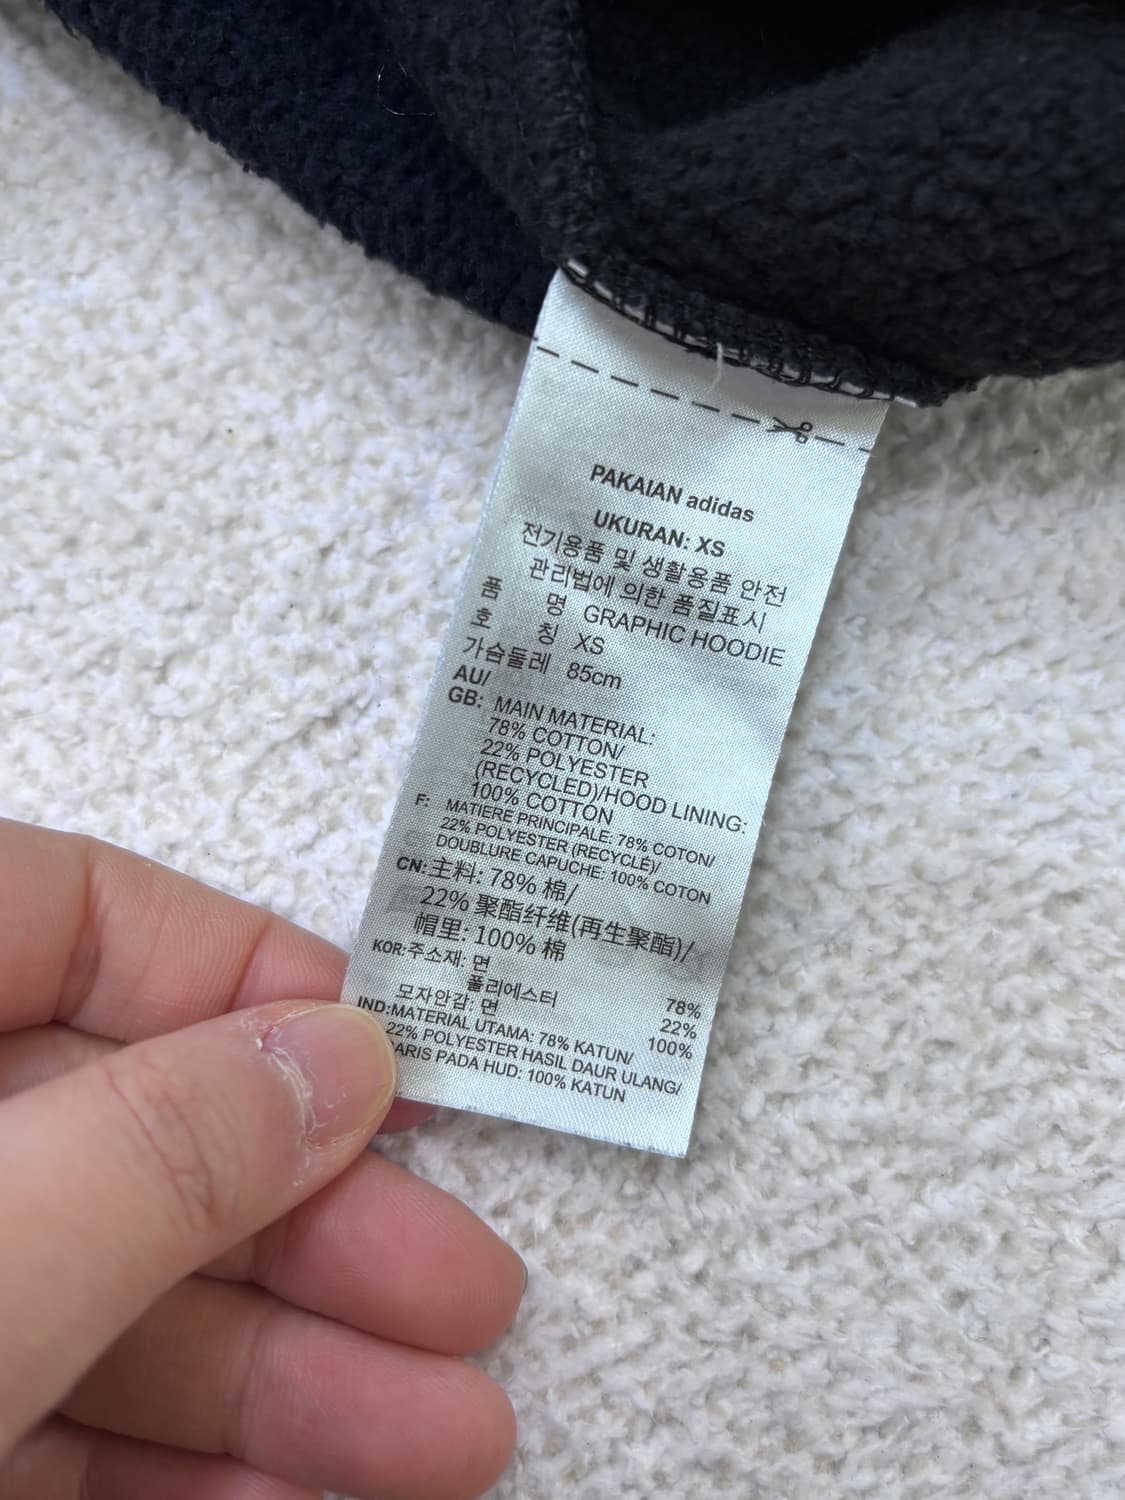 PAKAIAN adidas
UKURAN: XS
전기용품 및 생활용품 안전
관리법에 의한 품질표시
품 명 GRAPHIC HOODIE
호 칭 XS
가슴둘레 85cm
AU/
GB: MAIN MATERIAL:
78% COTTON/
22% POLYESTER
(RECYCLED)/HOOD LINING:
100% COTTON
F: MATIERE PRINCIPALE: 78% COTON/
22% POLYESTER (RECYCLÉ)/
DOUBLURE CAPUCHE: 100% COTON
CN: 主料: 78% 棉/
22% 聚酯纤维(再生聚酯)/
帽里: 100% 棉
KOR: 주소재: 면 78%
폴리에스터 22%
모자안감: 면 100%
IND: MATERIAL UTAMA: 78% KATUN/
22% POLYESTER HASIL DAUR ULANG/
PADA HUD: 100% KATUN